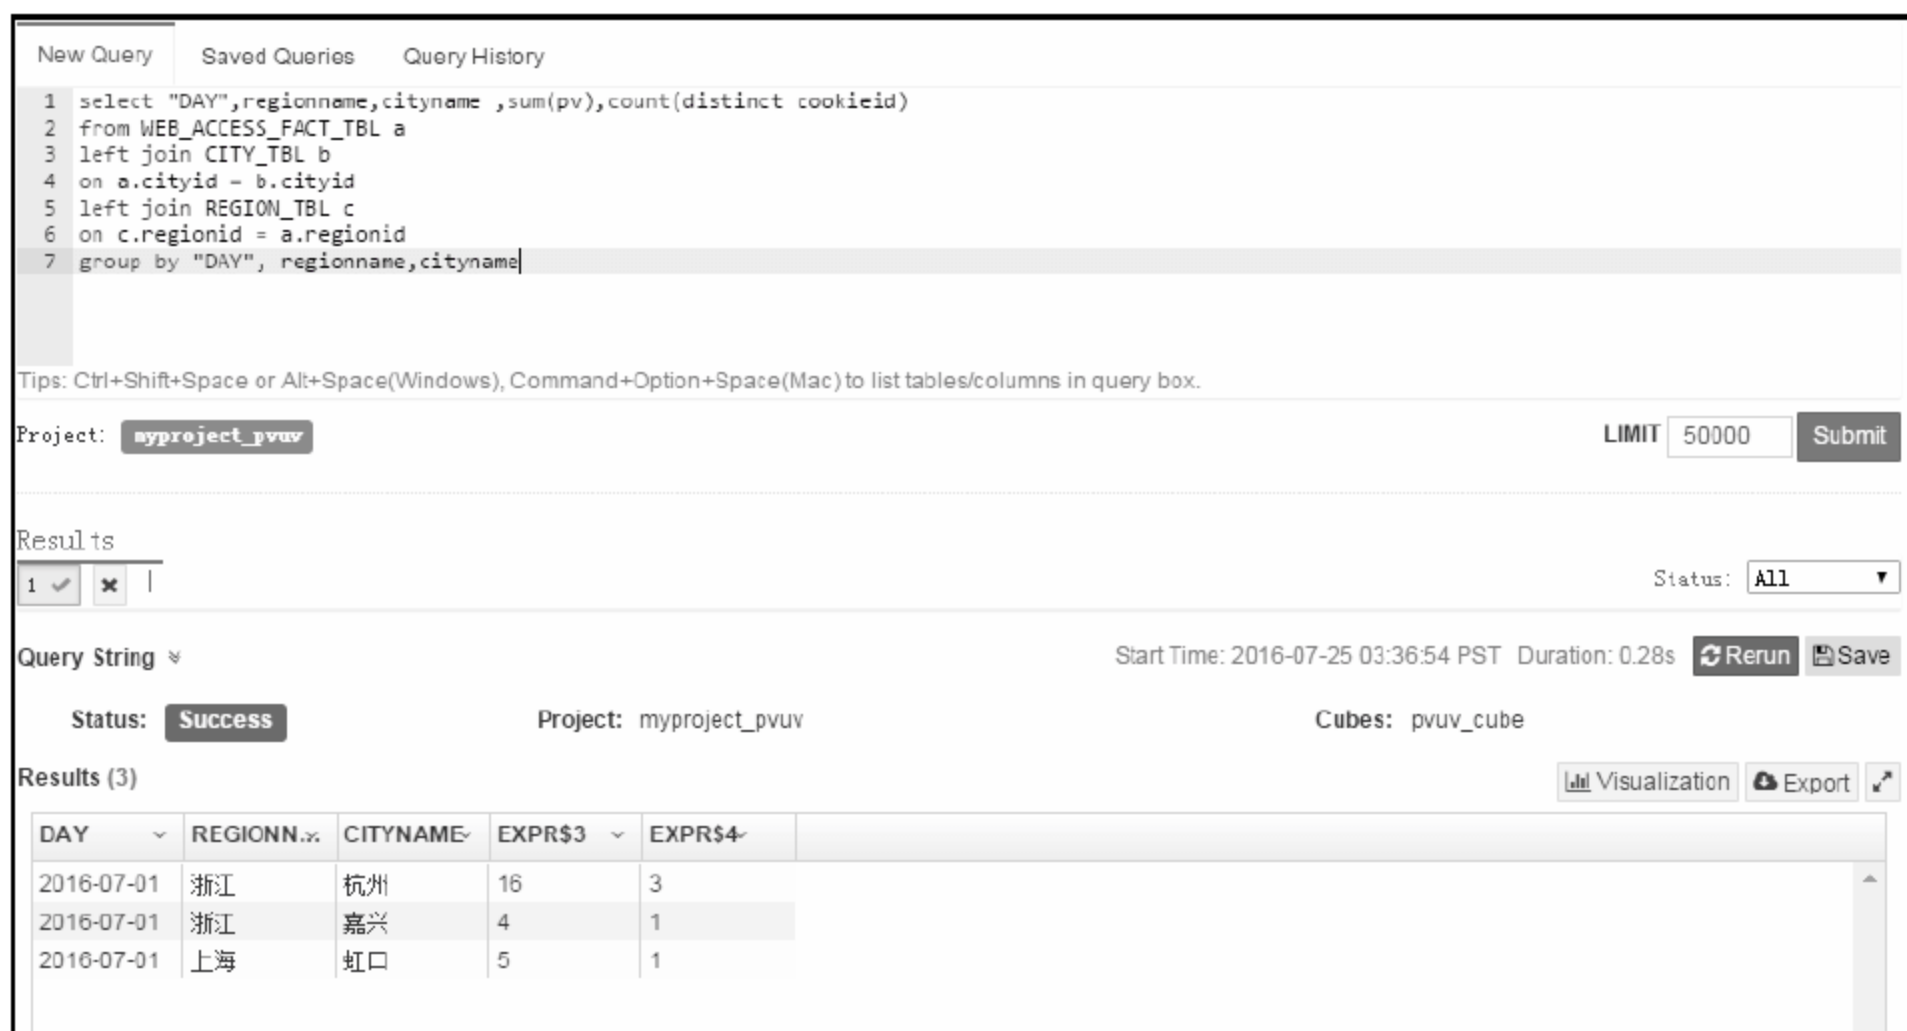 New Query Saved Queries Query History
1 select "DAY",regionname,cityname ,sum(pv),count(distinct cookieid)
2 from WEB_ACCESS_FACT_TBL a
3 left join CITY_TBL b
4 on a.cityid = b.cityid
5 left join REGION_TBL c
6 on c.regionid = a.regionid
7 group by "DAY", regionname,cityname
Tips: Ctrl+Shift+Space or Alt+Space(Windows), Command+Option+Space(Mac) to list tables/columns in query box.
Project: myproject_pvuv LIMIT 50000 Submit
Results
1 Status: All
Query String Start Time: 2016-07-25 03:36:54 PST Duration: 0.28s Rerun Save
Status: Success Project: myproject_pvuv Cubes: pvuv_cube
Results (3) Visualization Export
DAY REGIONN... CITYNAME EXPR$3 EXPR$4
2016-07-01 浙江 杭州 16 3
2016-07-01 浙江 嘉兴 4 1
2016-07-01 上海 虹口 5 1